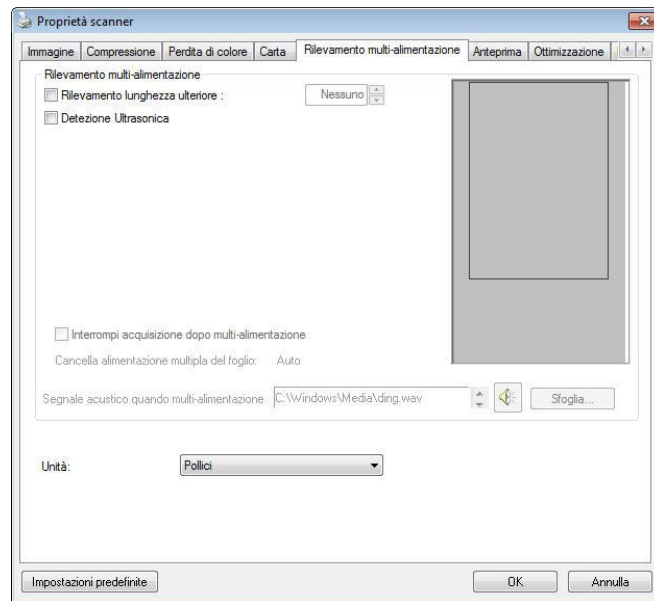 Proprietà scanner
Immagine Compressione Perdita di colore Carta Rilevamento multi-alimentazione Anteprima Ottimizzazione
Rilevamento multi-alimentazione
Rilevamento lunghezza ulteriore : Nessuno
Detezione Ultrasonica
Interrompi acquisizione dopo multi-alimentazione
Cancella alimentazione multipla del foglio: Auto
Segnale acustico quando multi-alimentazione C:\Windows\Media\ding.wav Sfoglia...
Unità: Pollici
Impostazioni predefinite OK Annulla